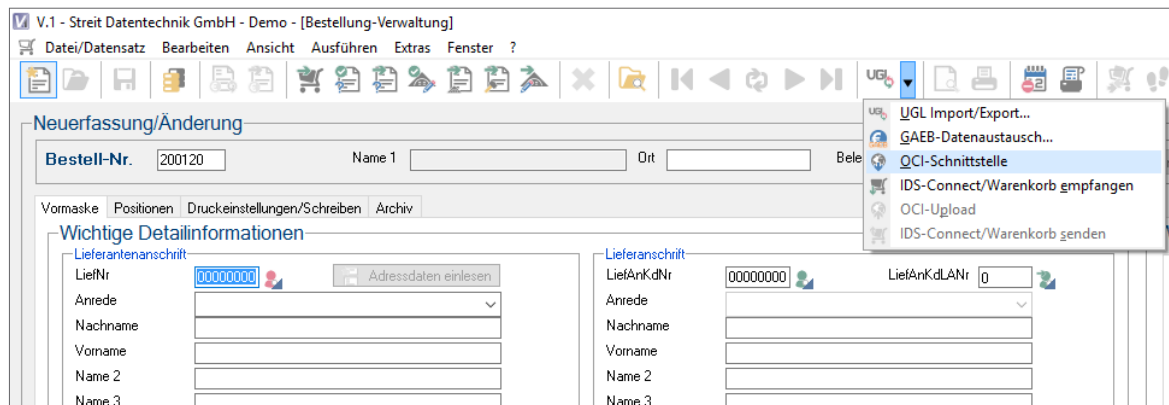 V.1 - Streit Datentechnik GmbH - Demo - [Bestellung-Verwaltung]
Datei/Datensatz Bearbeiten Ansicht Ausführen Extras Fenster ?
UGL
UGL Import/Export...
GAEB-Datenaustausch...
OCI-Schnittstelle
IDS-Connect/Warenkorb empfangen
OCI-Upload
IDS-Connect/Warenkorb senden
Neuerfassung/Änderung
Bestell-Nr. 200120 Name 1 Ort Bele
Vormaske Positionen Druckeinstellungen/Schreiben Archiv
Wichtige Detailinformationen
Lieferantenanschrift Lieferanschrift
LiefNr 00000000 Adressdaten einlesen LiefAnKdNr 00000000 LiefAnKdLANr 0
Anrede Anrede
Nachname Nachname
Vorname Vorname
Name 2 Name 2
Name 3 Name 3